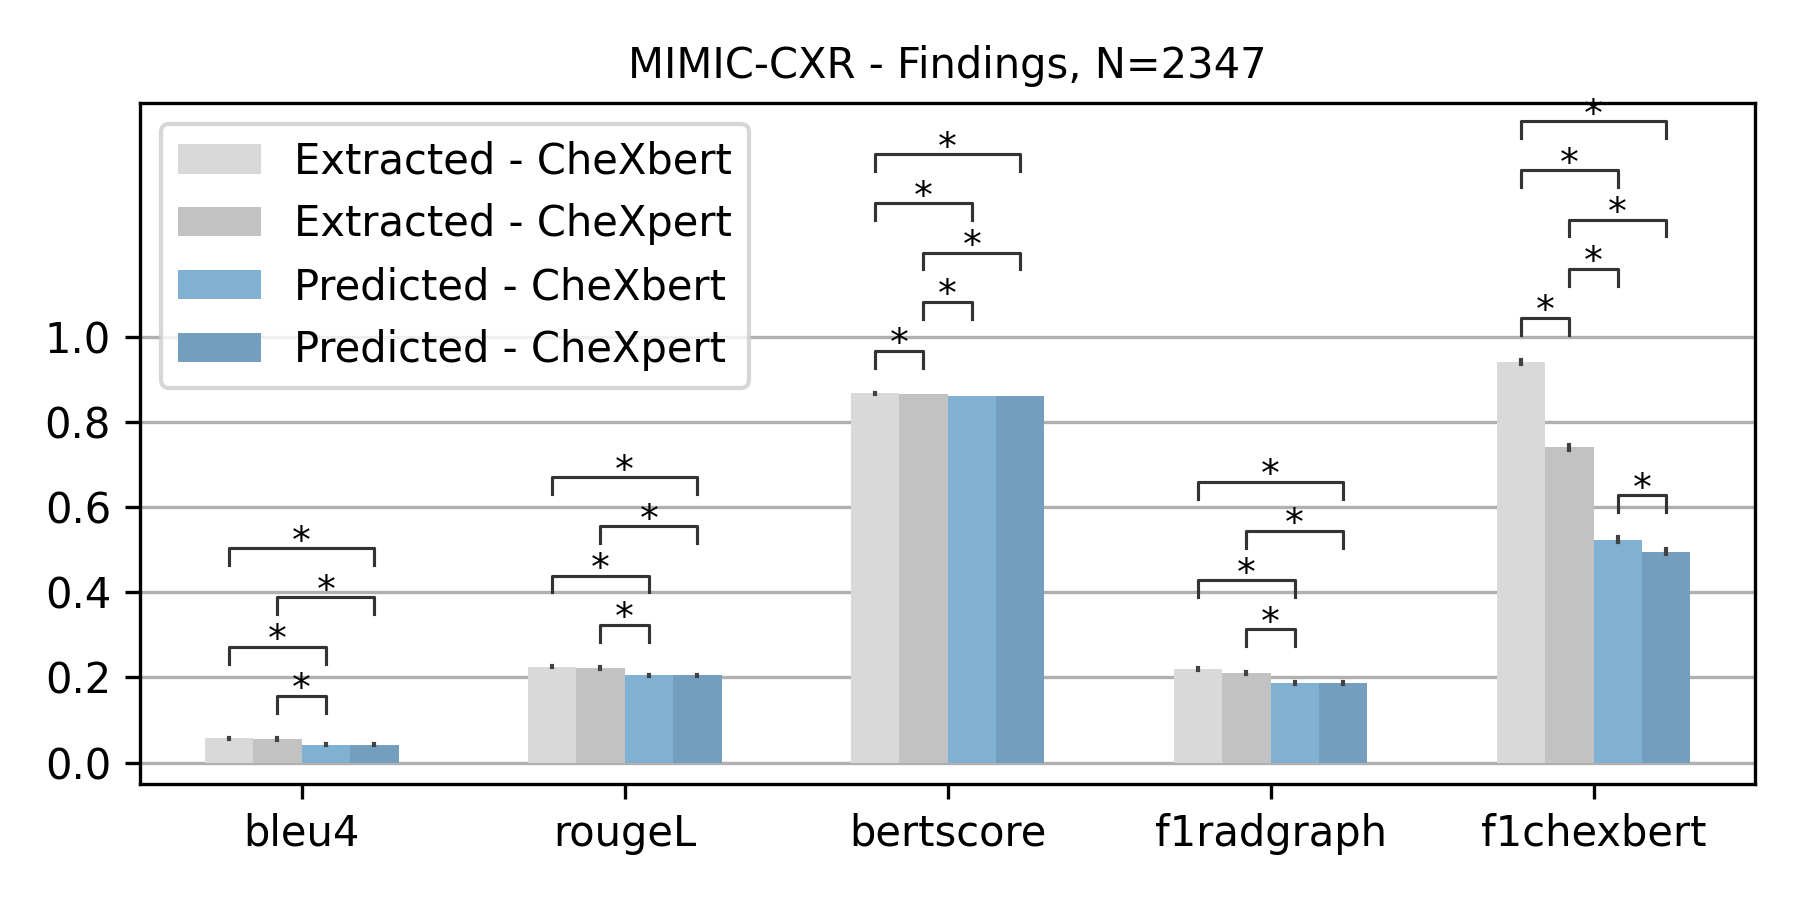 MIMIC-CXR - Findings, N=2347
Extracted - CheXbert
Extracted - CheXpert
Predicted - CheXbert
Predicted - CheXpert
1.0
0.8
0.6
0.4
0.2
0.0
* * * *
* * * *
* * * * *
* * * *
* * * * * *
bleu4 rougeL bertscore f1radgraph f1chexbert